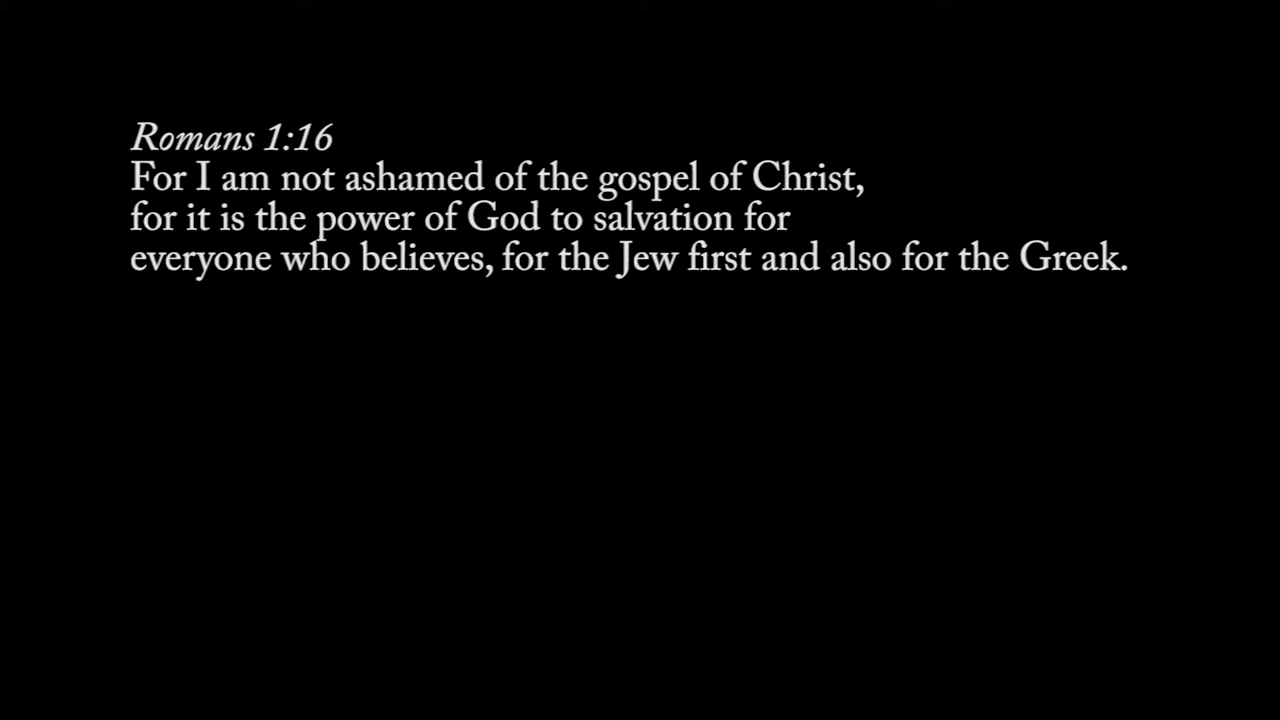 Romans 1:16
For I am not ashamed of the gospel of Christ,
for it is the power of God to salvation for
everyone who believes, for the Jew first and also for the Greek.